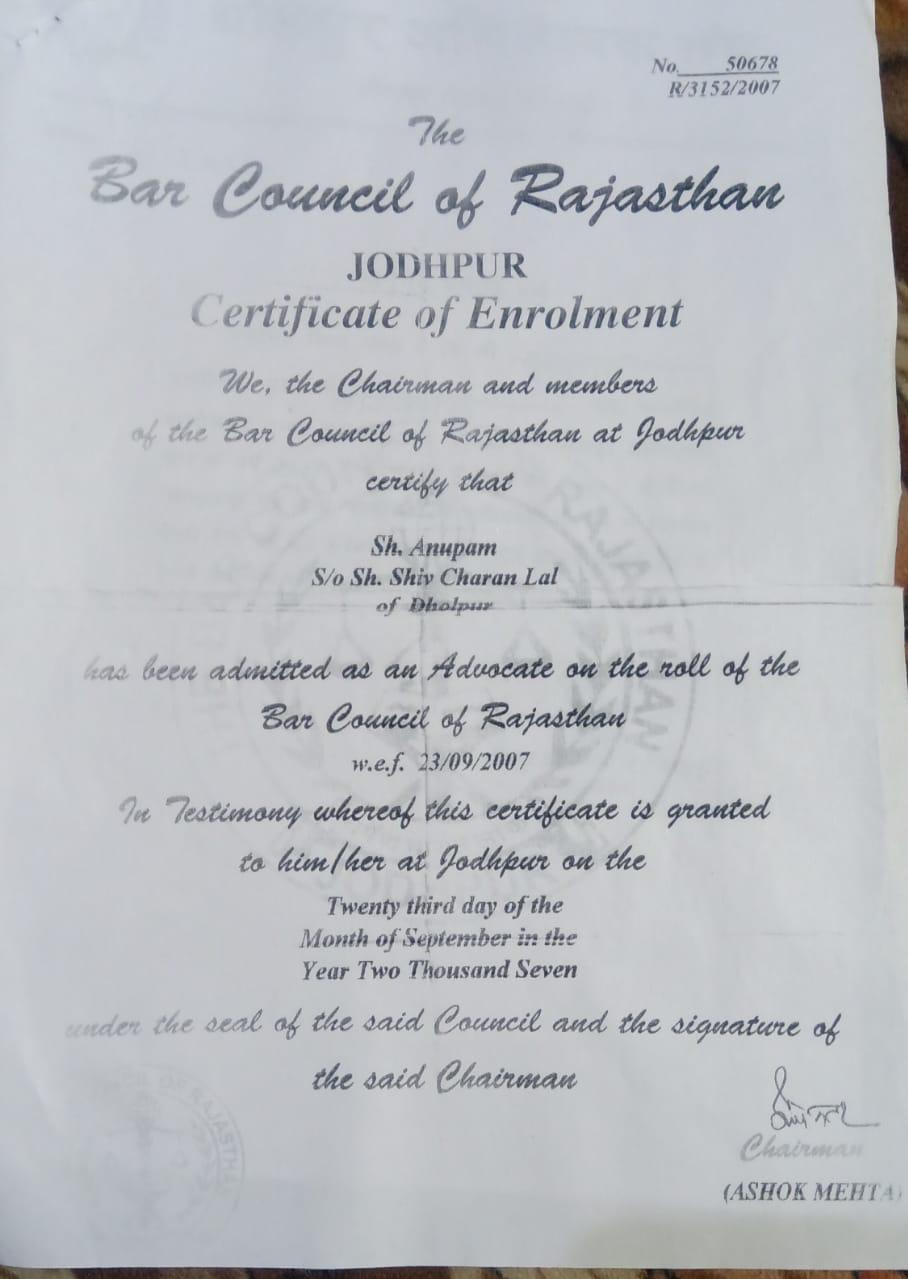 No. 50678
R/3152/2007
The
Bar Council of Rajasthan
JODHPUR
Certificate of Enrolment
We, the Chairman and members
of the Bar Council of Rajasthan at Jodhpur
certify that
Sh. Anupam
S/o Sh. Shiv Charan Lal
of Dholpur
has been admitted as an Advocate on the roll of the
Bar Council of Rajasthan
w.e.f. 23/09/2007
In Testimony whereof this certificate is granted
to him/her at Jodhpur on the
Twenty third day of the
Month of September in the
Year Two Thousand Seven
under the seal of the said Council and the signature of
the said Chairman
Chairman
(ASHOK MEHTA)
OF RAJASTHAN